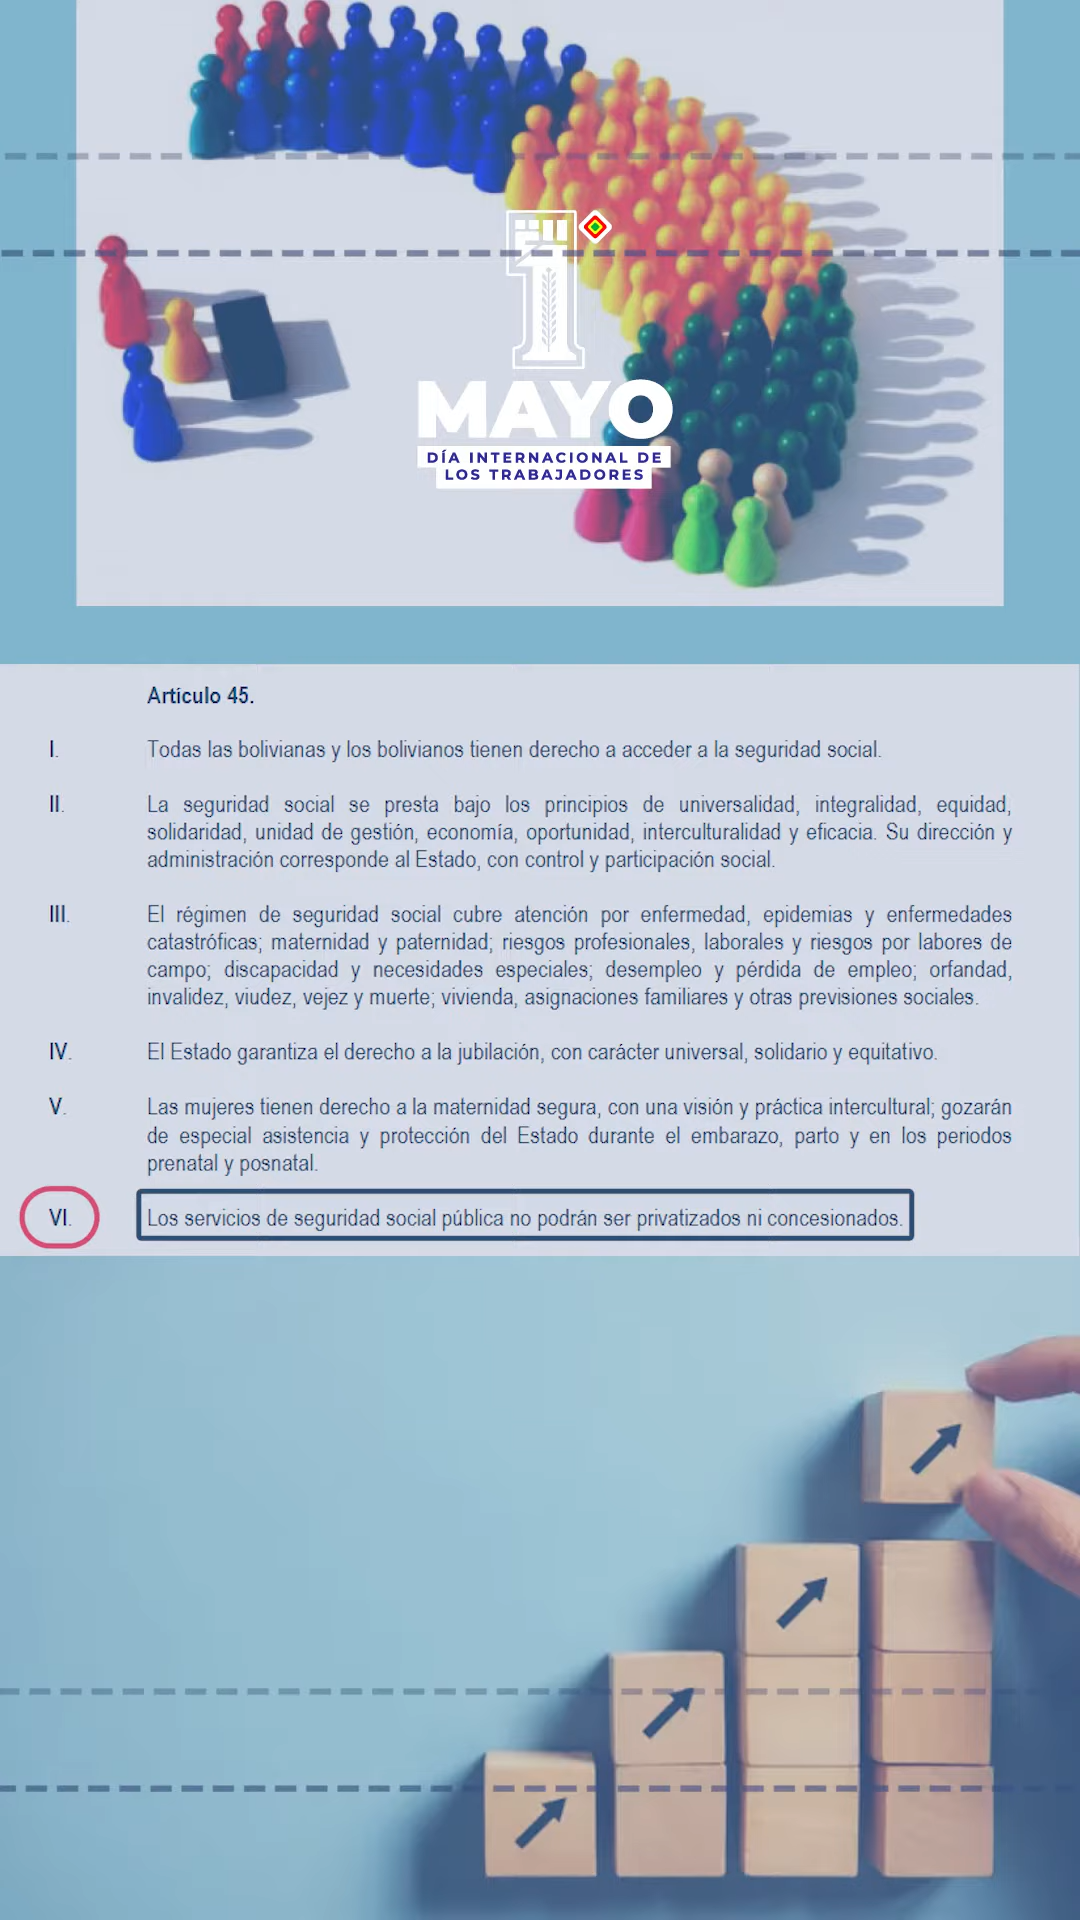 1°
MAYO
DÍA INTERNACIONAL DE
LOS TRABAJADORES
Artículo 45.
I. Todas las bolivianas y los bolivianos tienen derecho a acceder a la seguridad social.
II. La seguridad social se presta bajo los principios de universalidad, integralidad, equidad,
solidaridad, unidad de gestión, economía, oportunidad, interculturalidad y eficacia. Su dirección y
administración corresponde al Estado, con control y participación social.
III. El régimen de seguridad social cubre atención por enfermedad, epidemias y enfermedades
catastróficas; maternidad y paternidad; riesgos profesionales, laborales y riesgos por labores de
campo; discapacidad y necesidades especiales; desempleo y pérdida de empleo; orfandad,
invalidez, viudez, vejez y muerte; vivienda, asignaciones familiares y otras previsiones sociales.
IV. El Estado garantiza el derecho a la jubilación, con carácter universal, solidario y equitativo.
V. Las mujeres tienen derecho a la maternidad segura, con una visión y práctica intercultural; gozarán
de especial asistencia y protección del Estado durante el embarazo, parto y en los periodos
prenatal y posnatal.
VI. Los servicios de seguridad social pública no podrán ser privatizados ni concesionados.